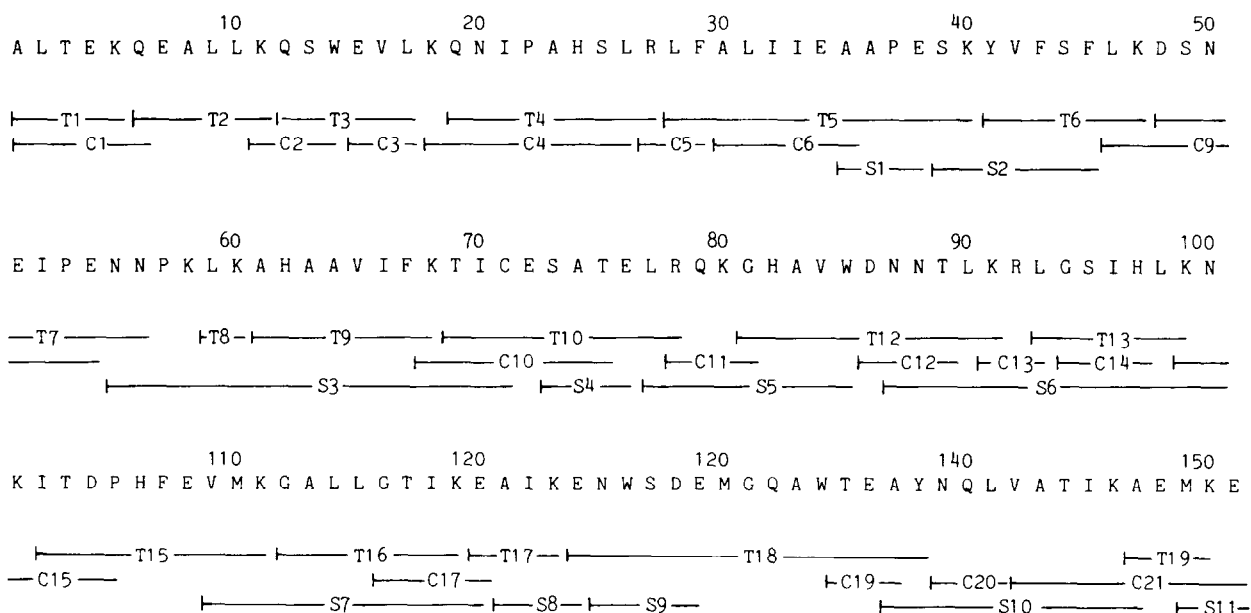 10 20 30 40 50
A L T E K Q E A L L K Q S W E V L K Q N I P A H S L R L F A L I I E A A P E S K Y V F S F L K D S N
T1 T2 T3 T4 T5 T6
C1 C2 C3 C4 C5 C6 C9
S1 S2
60 70 80 90 100
E I P E N N P K L K A H A A V I F K T I C E S A T E L R Q K G H A V W D N N T L K R L G S I H L K N
T7 T8 T9 T10 T12 T13
C10 C11 C12 C13 C14
S3 S4 S5 S6
110 120 120 140 150
K I T D P H F E V M K G A L L G T I K E A I K E N W S D E M G Q A W T E A Y N Q L V A T I K A E M K E
T15 T16 T17 T18 T19
C15 C17 C19 C20 C21
S7 S8 S9 S10 S11